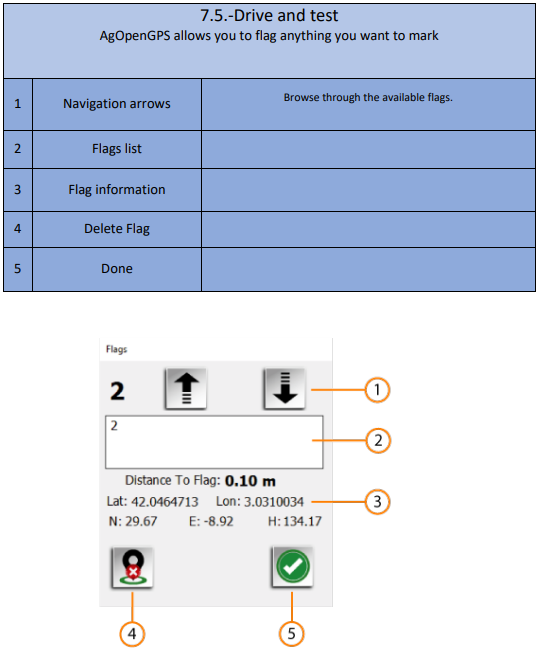 7.5.-Drive and test
AgOpenGPS allows you to flag anything you want to mark
1 Navigation arrows Browse through the available flags.
2 Flags list
3 Flag information
4 Delete Flag
5 Done
Flags
2
1
2
2
Distance To Flag: 0.10 m
Lat: 42.0464713 Lon: 3.0310034
3
N: 29.67 E: -8.92 H: 134.17
4 5